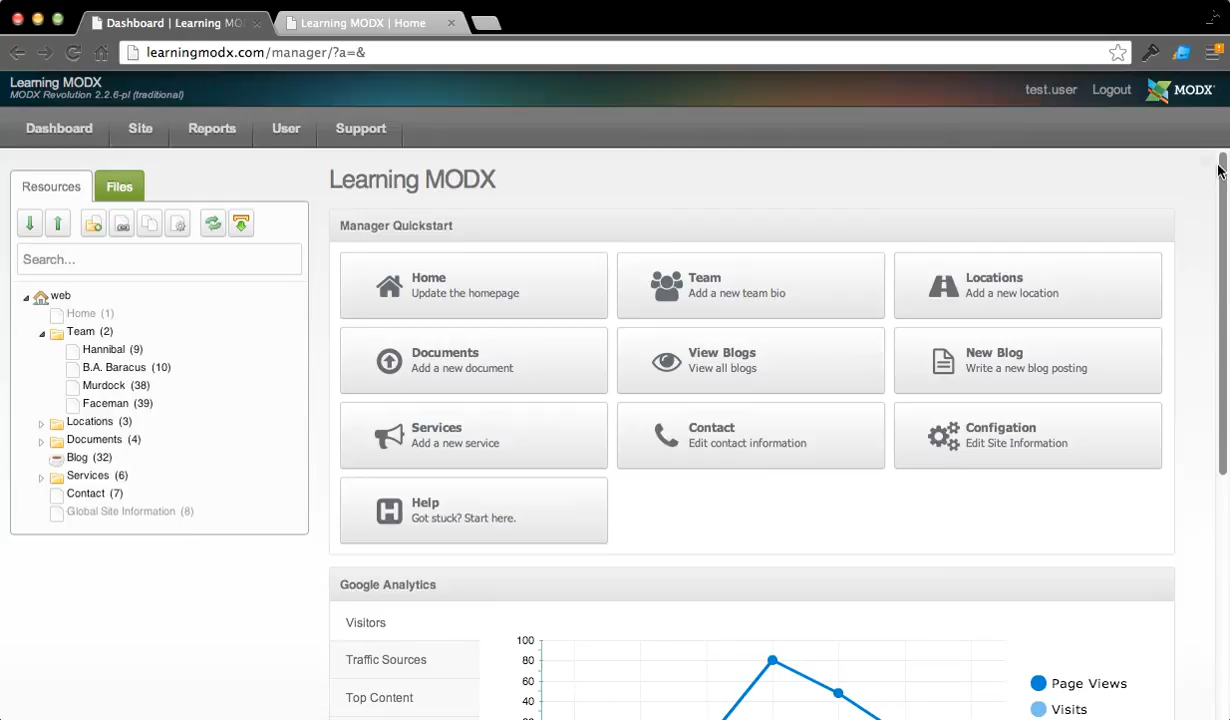 Dashboard | Learning MO
Learning MODX | Home
learningmodx.com/manager/?a=&
Learning MODX
MODX Revolution 2.2.6-pl (traditional)
test.user
Logout
MODX
Dashboard
Site
Reports
User
Support
Resources
Files
Search...
web
Home (1)
Team (2)
Hannibal (9)
B.A. Baracus (10)
Murdock (38)
Faceman (39)
Locations (3)
Documents (4)
Blog (32)
Services (6)
Contact (7)
Global Site Information (8)
Learning MODX
Manager Quickstart
Home
Update the homepage
Team
Add a new team bio
Locations
Add a new location
Documents
Add a new document
View Blogs
View all blogs
New Blog
Write a new blog posting
Services
Add a new service
Contact
Edit contact information
Configation
Edit Site Information
Help
Got stuck? Start here.
Google Analytics
Visitors
Traffic Sources
Top Content
100
80
60
40
Page Views
Visits